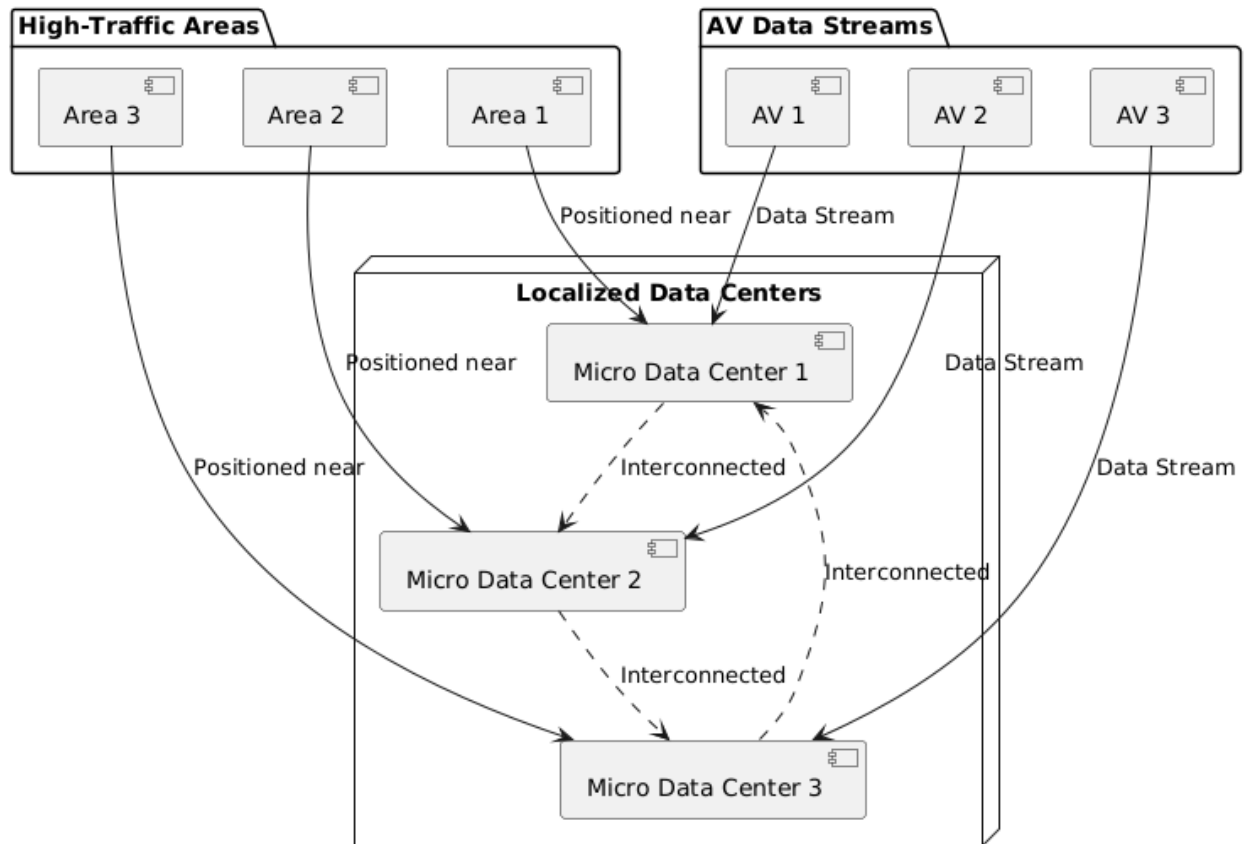 High-Traffic Areas
AV Data Streams
Area 3
Area 2
Area 1
AV 1
AV 2
AV 3
Positioned near
Data Stream
Localized Data Centers
Positioned near
Micro Data Center 1
Data Stream
Positioned near
Interconnected
Data Stream
Micro Data Center 2
Interconnected
Interconnected
Micro Data Center 3